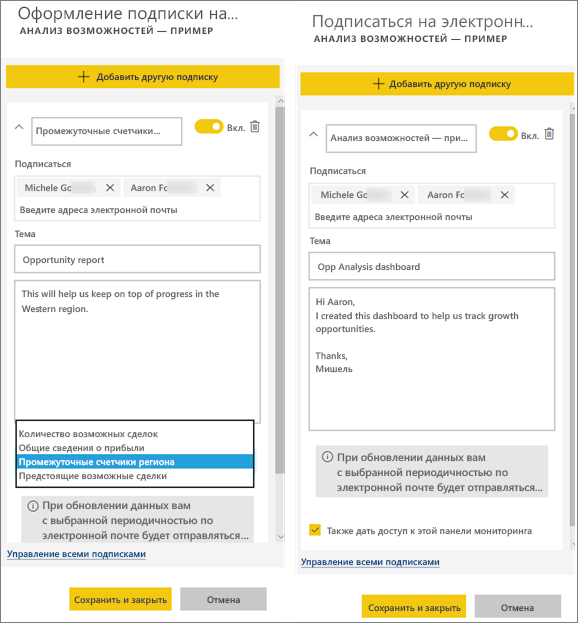 Оформление подписки на...
АНАЛИЗ ВОЗМОЖНОСТЕЙ — ПРИМЕР
Добавить другую подписку
Промежуточные счетчики...
Вкл.
Подписаться
Michele Go
Aaron Fo
Введите адреса электронной почты
Тема
Opportunity report
This will help us keep on top of progress in the
Western region.
Количество возможных сделок
Общие сведения о прибыли
Промежуточные счетчики региона
Предстоящие возможные сделки
При обновлении данных вам
с выбранной периодичностью по
электронной почте будет отправляться...
Управление всеми подписками
Сохранить и закрыть
Отмена
Подписаться на электронн...
АНАЛИЗ ВОЗМОЖНОСТЕЙ — ПРИМЕР
Добавить другую подписку
Анализ возможностей — при...
Вкл.
Подписаться
Michele Go
Aaron Fo
Введите адреса электронной почты
Тема
Opp Analysis dashboard
Hi Aaron,
I created this dashboard to help us track growth
opportunities.
Thanks,
Мишель
При обновлении данных вам
с выбранной периодичностью по
электронной почте будет отправляться...
Также дать доступ к этой панели мониторинга
Управление всеми подписками
Сохранить и закрыть
Отмена